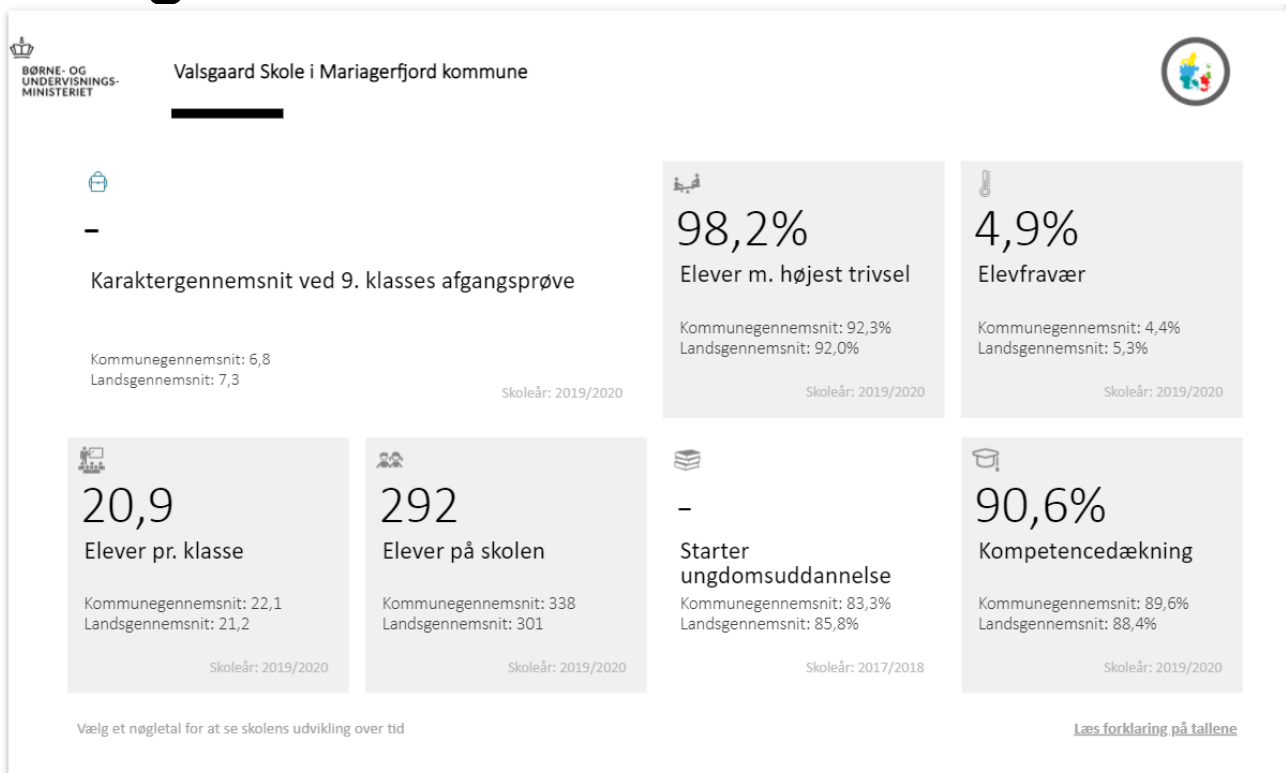 BØRNE- OG
UNDERVISNINGS-
MINISTERIET
Valsgaard Skole i Mariagerfjord kommune
-
Karaktergennemsnit ved 9. klasses afgangsprøve
Kommunegennemsnit: 6,8
Landsgennemsnit: 7,3
Skoleår: 2019/2020
98,2%
Elever m. højest trivsel
Kommunegennemsnit: 92,3%
Landsgennemsnit: 92,0%
Skoleår: 2019/2020
4,9%
Elevfravær
Kommunegennemsnit: 4,4%
Landsgennemsnit: 5,3%
Skoleår: 2019/2020
20,9
Elever pr. klasse
Kommunegennemsnit: 22,1
Landsgennemsnit: 21,2
Skoleår: 2019/2020
292
Elever på skolen
Kommunegennemsnit: 338
Landsgennemsnit: 301
Skoleår: 2019/2020
-
Starter
ungdomsuddannelse
Kommunegennemsnit: 83,3%
Landsgennemsnit: 85,8%
Skoleår: 2017/2018
90,6%
Kompetencedækning
Kommunegennemsnit: 89,6%
Landsgennemsnit: 88,4%
Skoleår: 2019/2020
Vælg et nøgletal for at se skolens udvikling over tid
Læs forklaring på tallene